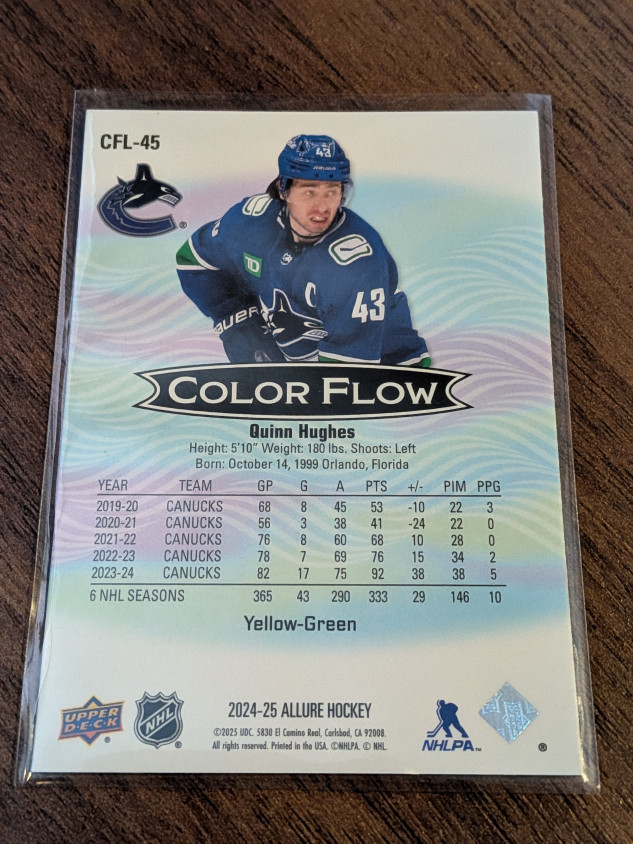 CFL-45
®
43
TD
C
43
BAUER
COLOR FLOW
Quinn Hughes
Height: 5'10" Weight: 180 lbs. Shoots: Left
Born: October 14, 1999 Orlando, Florida
YEAR TEAM GP G A PTS +/- PIM PPG
2019-20 CANUCKS 68 8 45 53 -10 22 3
2020-21 CANUCKS 56 3 38 41 -24 22 0
2021-22 CANUCKS 76 8 60 68 10 28 0
2022-23 CANUCKS 78 7 69 76 15 34 2
2023-24 CANUCKS 82 17 75 92 38 38 5
6 NHL SEASONS 365 43 290 333 29 146 10
Yellow-Green
UPPER DECK
NHL
®
2024-25 ALLURE HOCKEY
©2025 UDC. 5830 El Camino Real, Carlsbad, CA 92008.
All rights reserved. Printed in the USA. ©NHLPA. © NHL.
NHLPA™
®